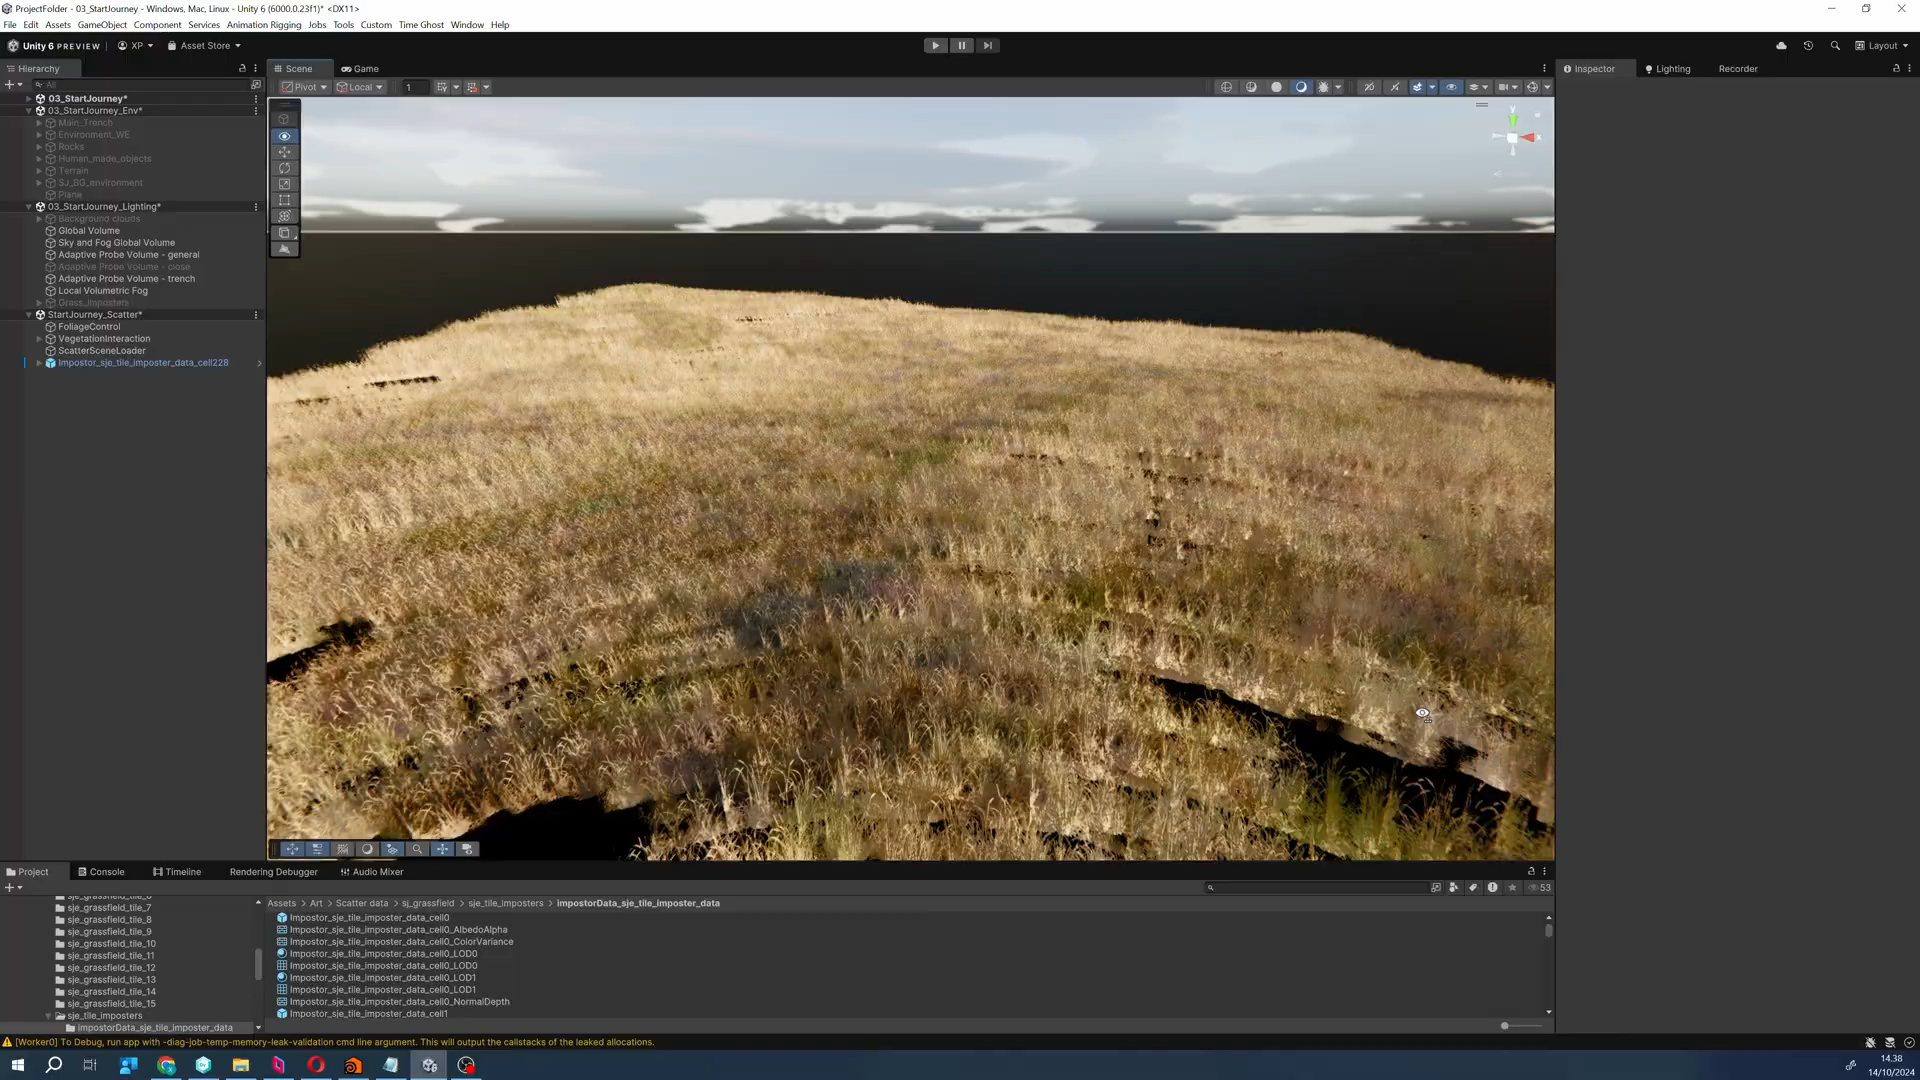 ProjectFolder - 03_StartJourney - Windows, Mac, Linux - Unity 6 (6000.0.23f1)* <DX11>
File Edit Assets GameObject Component Services Animation Rigging Jobs Tools Custom Time Ghost Window Help
Unity 6 PREVIEW XP Asset Store Layout
Hierarchy Scene Game Inspector Lighting Recorder
All Pivot Local 1 2D
03_StartJourney*
03_StartJourney_Env*
Main_Trench
Environment_WE
Rocks
Human_made_objects
Terrain
SJ_BG_environment
Plane
03_StartJourney_Lighting*
Background clouds
Global Volume
Sky and Fog Global Volume
Adaptive Probe Volume - general
Adaptive Probe Volume - close
Adaptive Probe Volume - trench
Local Volumetric Fog
Grass_imposters
StartJourney_Scatter*
FoliageControl
VegetationInteraction
ScatterSceneLoader
Impostor_sje_tile_imposter_data_cell228
y
x
Project Console Timeline Rendering Debugger Audio Mixer
53
Assets > Art > Scatter data > sj_grassfield > sje_tile_imposters > impostorData_sje_tile_imposter_data
sje_grassfield_tile_7
sje_grassfield_tile_8
sje_grassfield_tile_9
sje_grassfield_tile_10
sje_grassfield_tile_11
sje_grassfield_tile_12
sje_grassfield_tile_13
sje_grassfield_tile_14
sje_grassfield_tile_15
sje_tile_imposters
impostorData_sje_tile_imposter_data
Impostor_sje_tile_imposter_data_cell0
Impostor_sje_tile_imposter_data_cell0_AlbedoAlpha
Impostor_sje_tile_imposter_data_cell0_ColorVariance
Impostor_sje_tile_imposter_data_cell0_LOD0
Impostor_sje_tile_imposter_data_cell0_LOD0
Impostor_sje_tile_imposter_data_cell0_LOD1
Impostor_sje_tile_imposter_data_cell0_LOD1
Impostor_sje_tile_imposter_data_cell0_NormalDepth
Impostor_sje_tile_imposter_data_cell1
[Worker0] To Debug, run app with -diag-job-temp-memory-leak-validation cmd line argument. This will output the callstacks of the leaked allocations.
14.38
14/10/2024